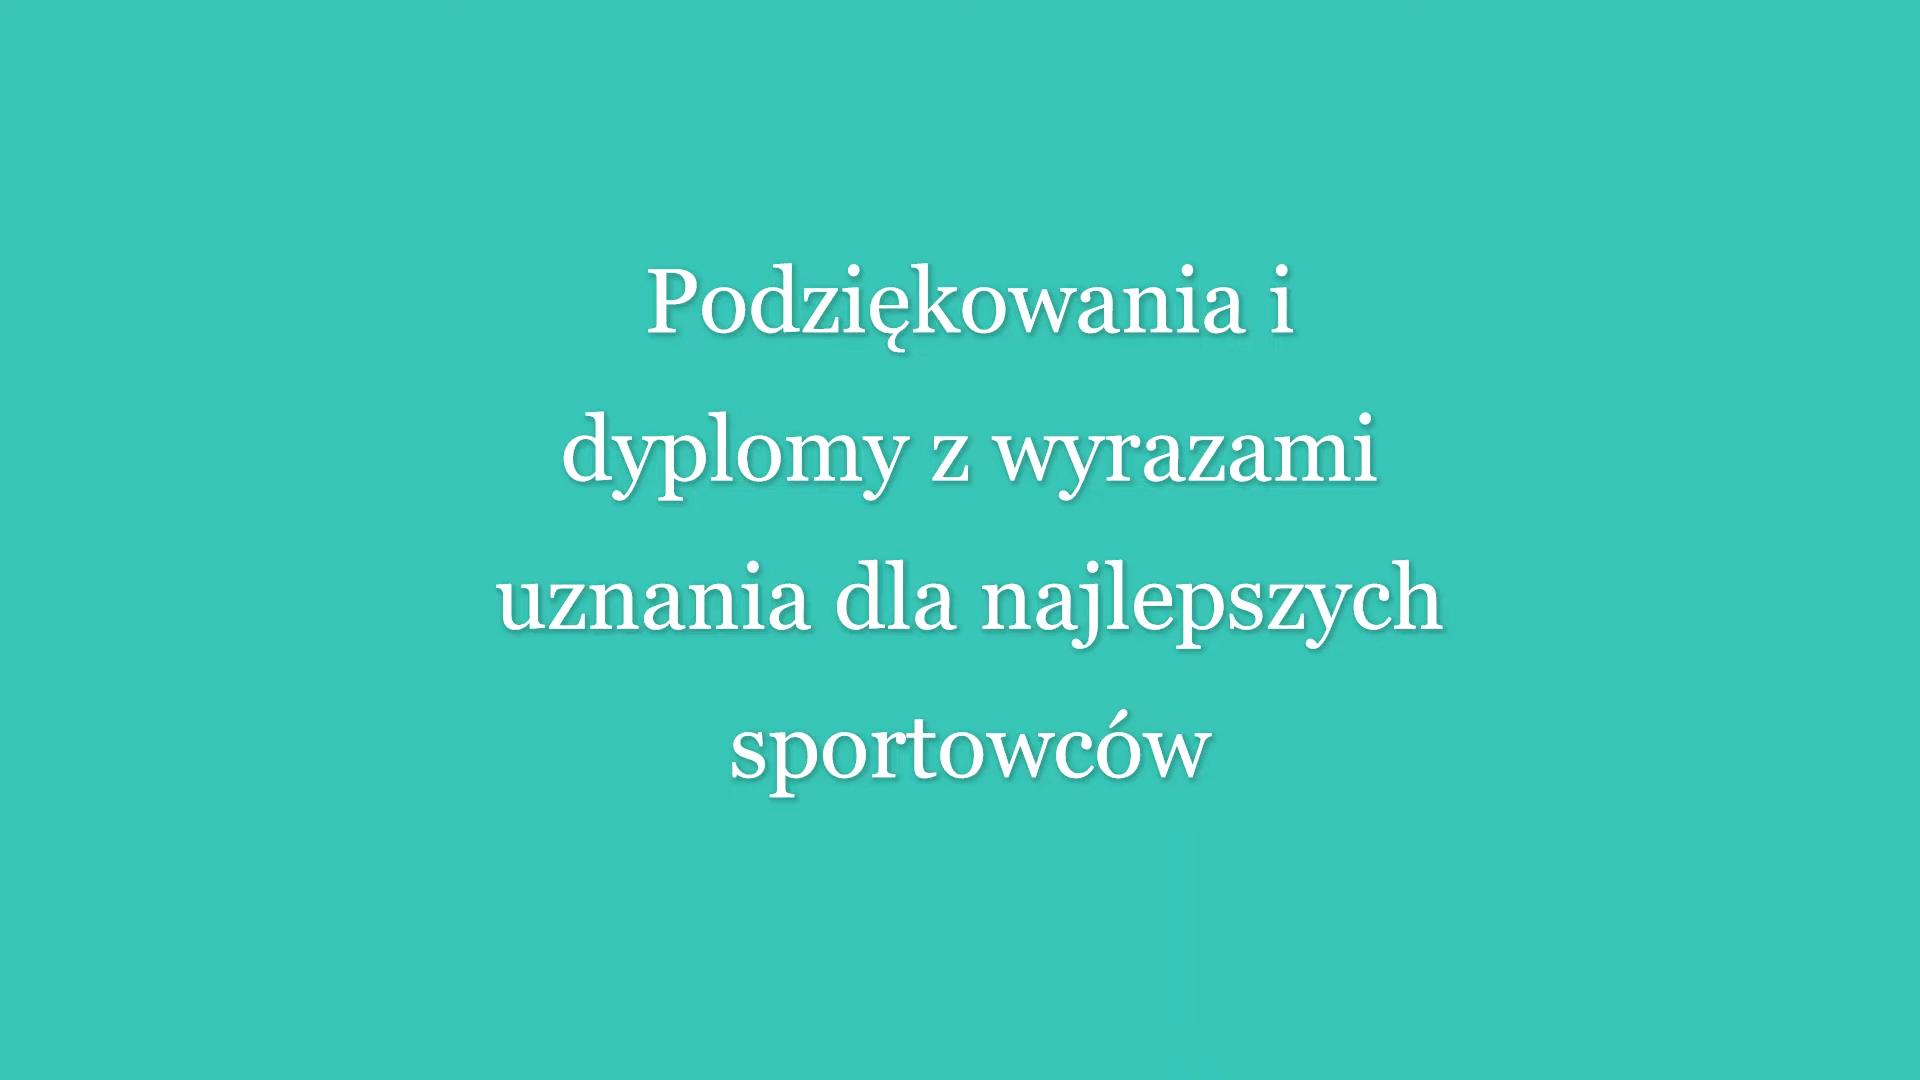 Podziękowania i
dyplomy z wyrazami
uznania dla najlepszych
sportowców